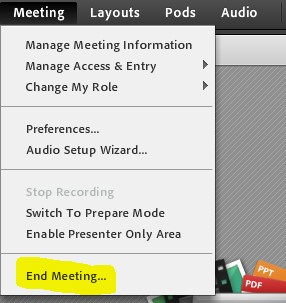 Meeting Layouts Pods Audio
Manage Meeting Information
Manage Access & Entry
Change My Role
Preferences...
Audio Setup Wizard...
Stop Recording
Switch To Prepare Mode
Enable Presenter Only Area
End Meeting...
PPT
PDF